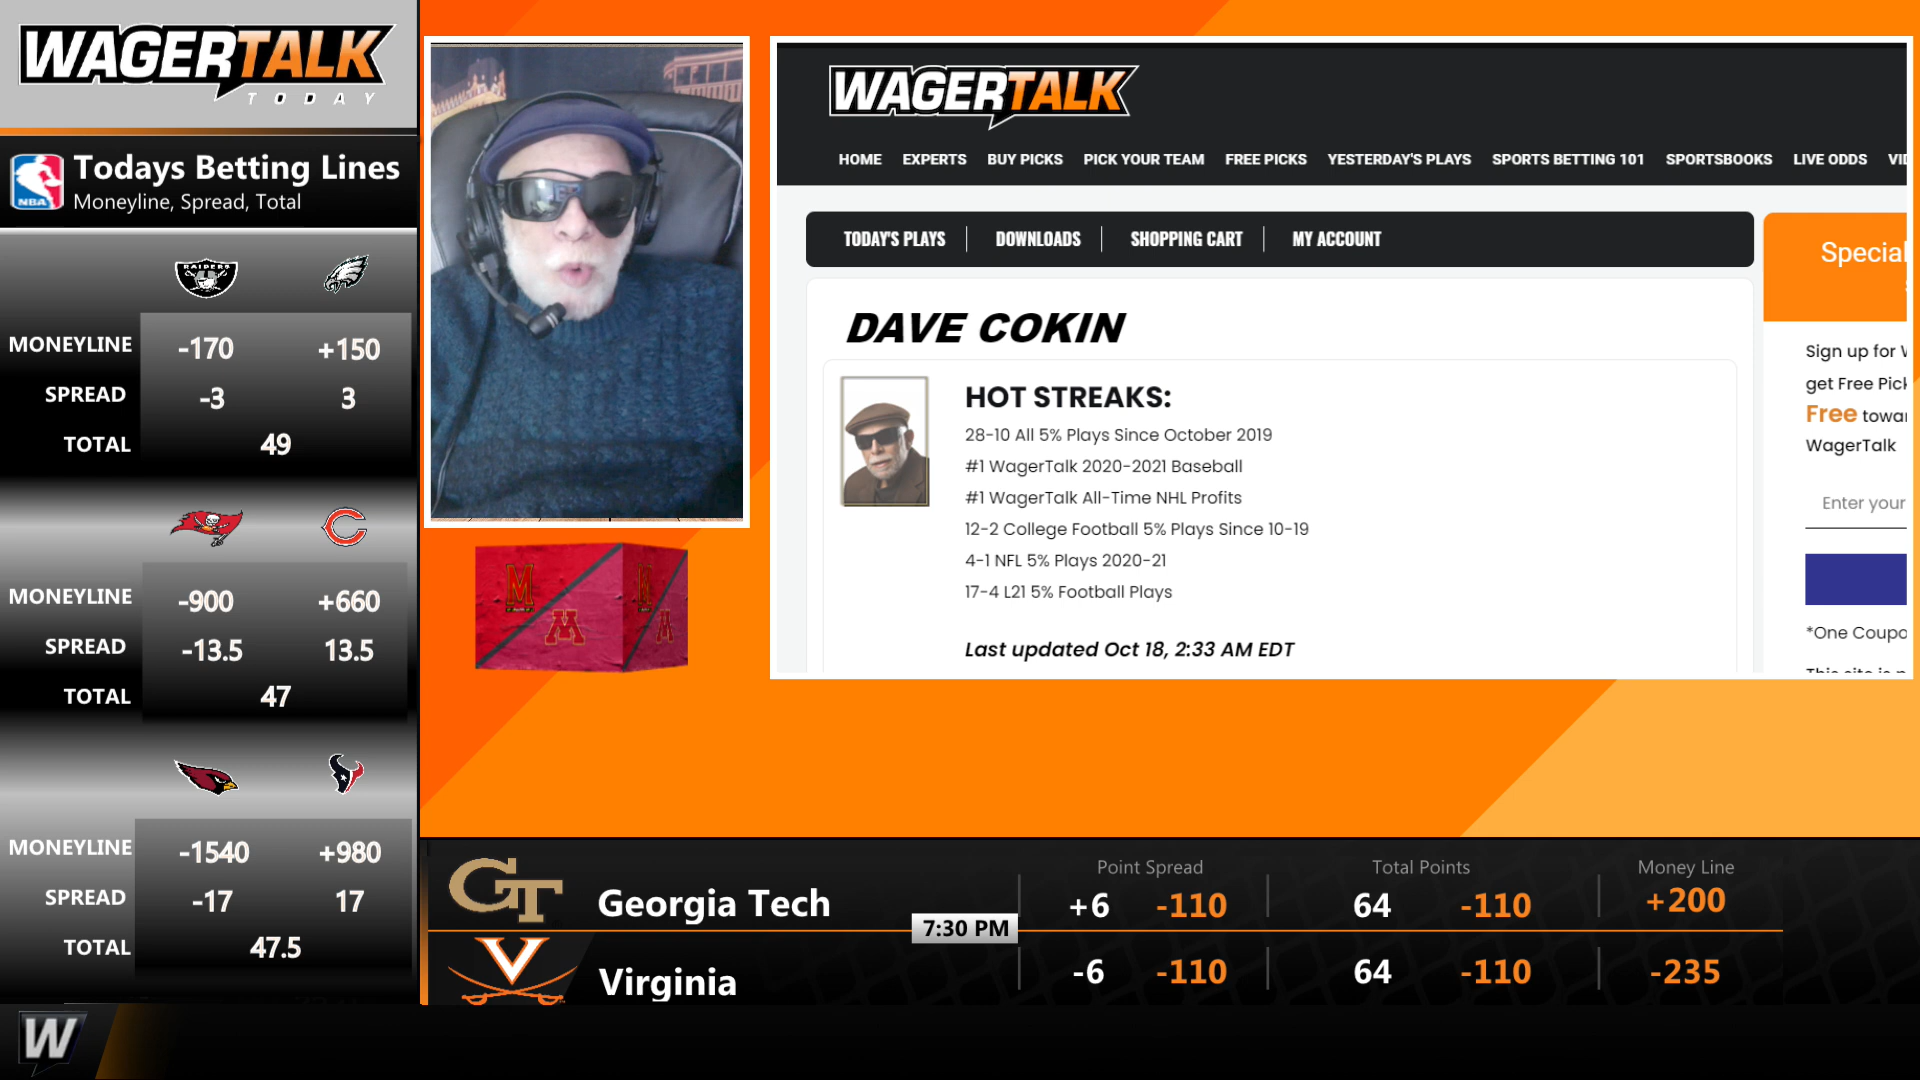 WAGERTALK
TODAY
NBA
Todays Betting Lines
Moneyline, Spread, Total
RAIDERS
MONEYLINE -170 +150
SPREAD -3 3
TOTAL 49
C
MONEYLINE -900 +660
SPREAD -13.5 13.5
TOTAL 47
MONEYLINE -1540 +980
SPREAD -17 17
TOTAL 47.5
W
M
M
M
M
WAGERTALK
HOME EXPERTS BUY PICKS PICK YOUR TEAM FREE PICKS YESTERDAY'S PLAYS SPORTS BETTING 101 SPORTSBOOKS LIVE ODDS VI
TODAY'S PLAYS DOWNLOADS SHOPPING CART MY ACCOUNT
DAVE COKIN
HOT STREAKS:
28-10 All 5% Plays Since October 2019
#1 WagerTalk 2020-2021 Baseball
#1 WagerTalk All-Time NHL Profits
12-2 College Football 5% Plays Since 10-19
4-1 NFL 5% Plays 2020-21
17-4 L21 5% Football Plays
Last updated Oct 18, 2:33 AM EDT
Special
Sign up for
get Free Pick
Free towar
WagerTalk
Enter your
*One Coupo
GT Georgia Tech
7:30 PM
V Virginia
Point Spread Total Points Money Line
+6 -110 64 -110 +200
-6 -110 64 -110 -235